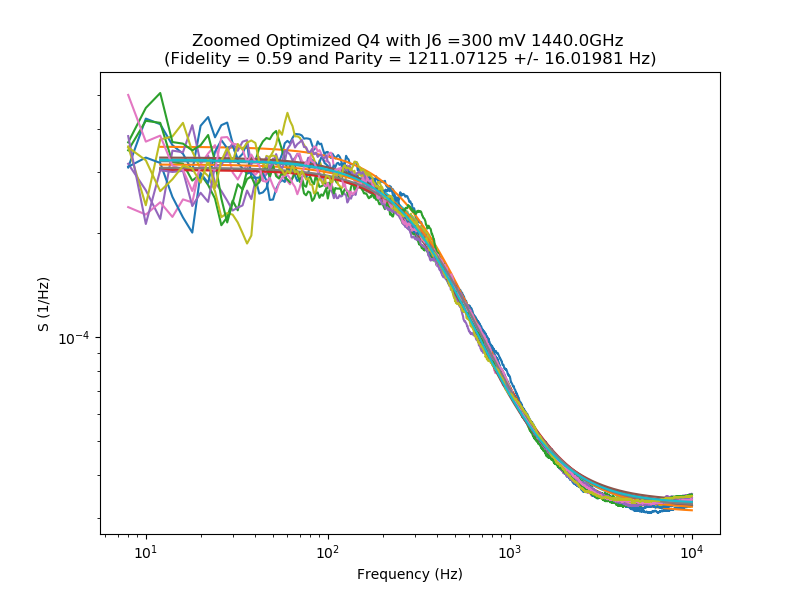 Zoomed Optimized Q4 with J6 =300 mV 1440.0GHz
(Fidelity = 0.59 and Parity = 1211.07125 +/- 16.01981 Hz)
S (1/Hz)
10⁻⁴
10¹ 10² 10³ 10⁴
Frequency (Hz)